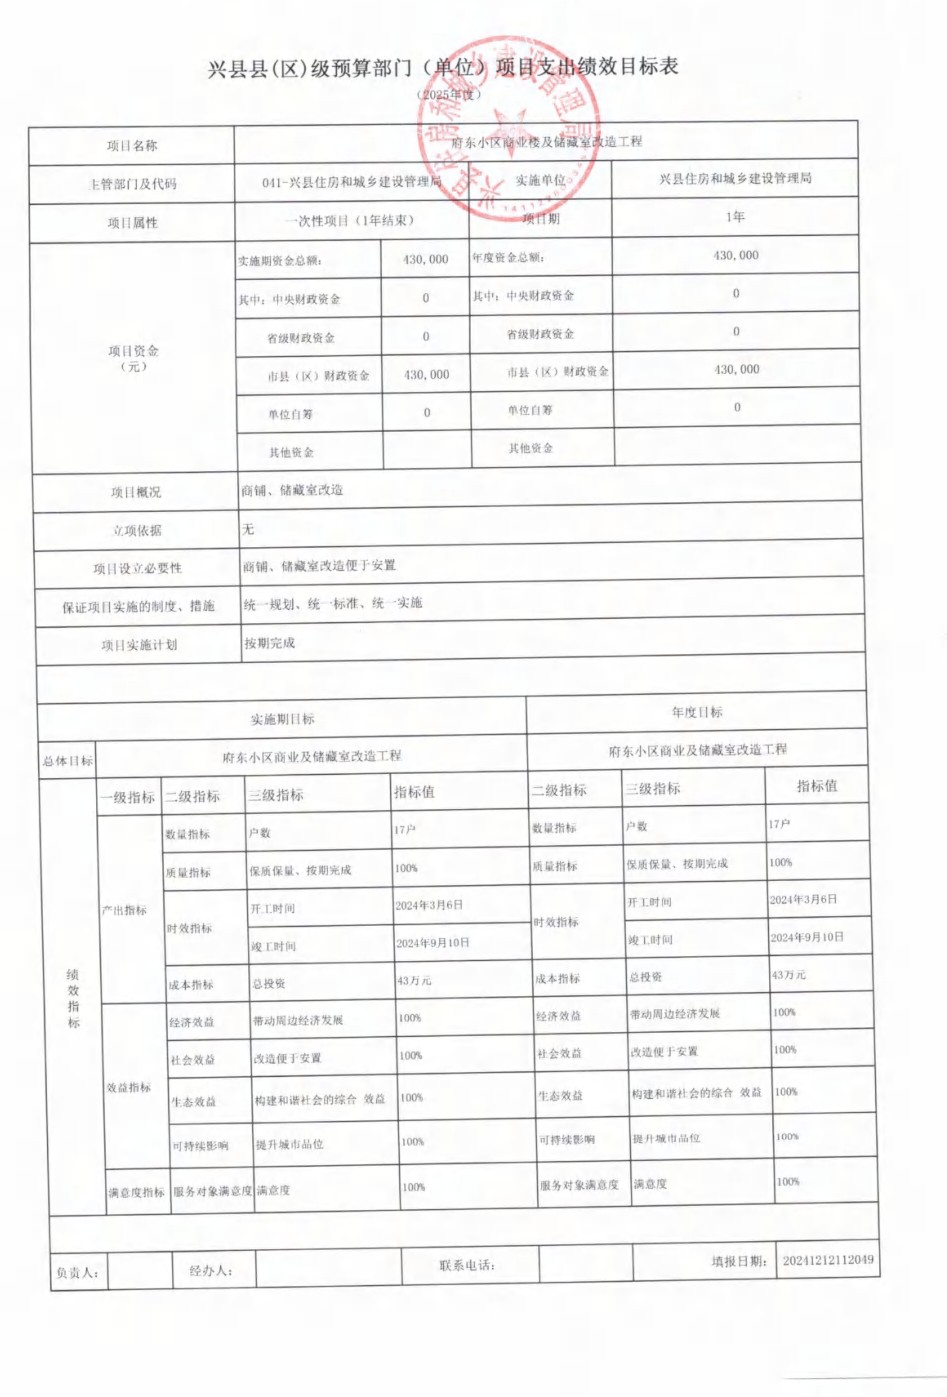 兴县县(区)级预算部门（单位）项目支出绩效目标表
（2025年度）
项目名称 府东小区商业楼及储藏室改造工程
主管部门及代码 041-兴县住房和城乡建设管理局 实施单位 兴县住房和城乡建设管理局
项目属性 一次性项目（1年结束） 项目期 1年
项目资金
（元）
实施期资金总额： 430,000 年度资金总额： 430,000
其中：中央财政资金 0 其中：中央财政资金 0
省级财政资金 0 省级财政资金 0
市县（区）财政资金 430,000 市县（区）财政资金 430,000
单位自筹 0 单位自筹 0
其他资金 其他资金
项目概况 商铺、储藏室改造
立项依据 无
项目设立必要性 商铺、储藏室改造便于安置
保证项目实施的制度、措施 统一规划、统一标准、统一实施
项目实施计划 按期完成
实施期目标 年度目标
总体目标 府东小区商业及储藏室改造工程 府东小区商业及储藏室改造工程
绩效指标
一级指标 二级指标 三级指标 指标值 二级指标 三级指标 指标值
产出指标
数量指标 户数 17户 数量指标 户数 17户
质量指标 保质保量、按期完成 100% 质量指标 保质保量、按期完成 100%
时效指标 开工时间 2024年3月6日 时效指标 开工时间 2024年3月6日
竣工时间 2024年9月10日 竣工时间 2024年9月10日
成本指标 总投资 43万元 成本指标 总投资 43万元
效益指标
经济效益 带动周边经济发展 100% 经济效益 带动周边经济发展 100%
社会效益 改造便于安置 100% 社会效益 改造便于安置 100%
生态效益 构建和谐社会的综合 效益 100% 生态效益 构建和谐社会的综合 效益 100%
可持续影响 提升城市品位 100% 可持续影响 提升城市品位 100%
满意度指标 服务对象满意度 满意度 100% 服务对象满意度 满意度 100%
负责人： 经办人： 联系电话： 填报日期： 20241212112049
兴县住房和城乡建设管理局